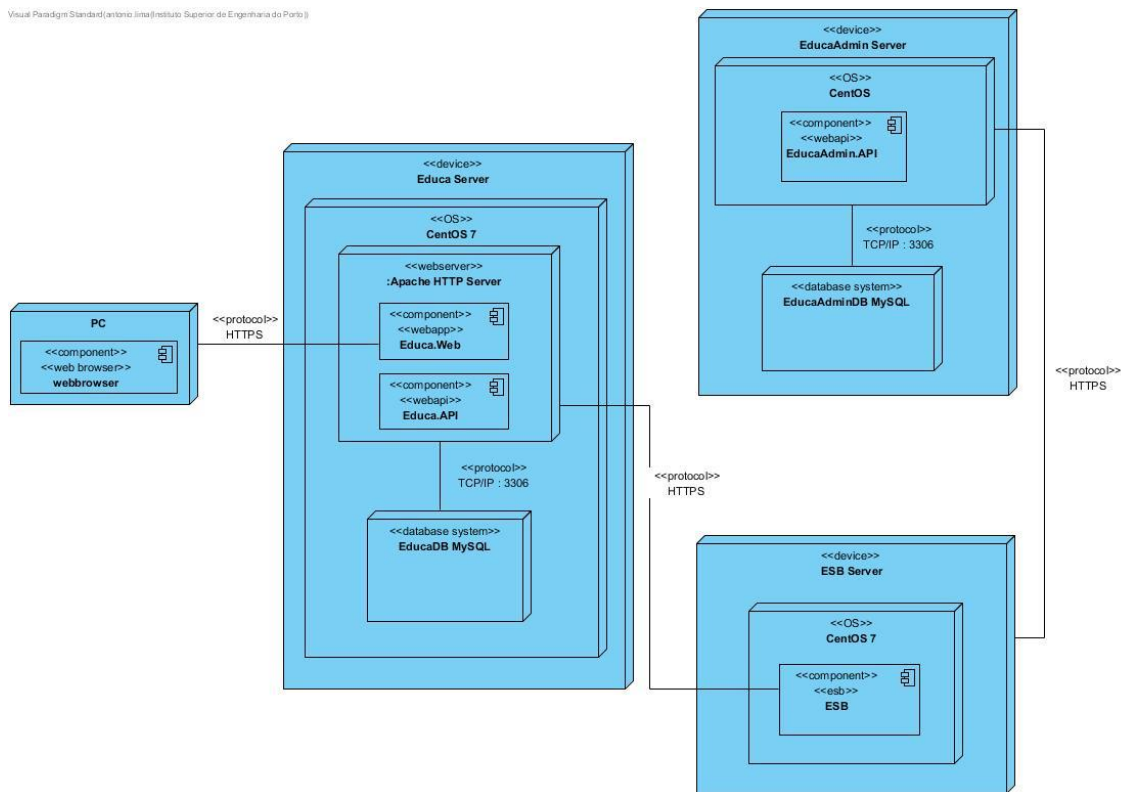 Visual Paradigm Standard(antonio.lima(Instituto Superior de Engenharia do Porto))
<<device>>
EducaAdmin Server
<<OS>>
CentOS
<<component>>
<<webapi>>
EducaAdmin.API
<<protocol>>
TCP/IP : 3306
<<database system>>
EducaAdminDB MySQL
<<device>>
Educa Server
<<OS>>
CentOS 7
<<webserver>>
:Apache HTTP Server
<<component>>
<<webapp>>
Educa.Web
<<component>>
<<webapi>>
Educa.API
<<protocol>>
TCP/IP : 3306
<<database system>>
EducaDB MySQL
PC
<<component>>
<<web browser>>
webbrowser
<<protocol>>
HTTPS
<<protocol>>
HTTPS
<<protocol>>
HTTPS
<<device>>
ESB Server
<<OS>>
CentOS 7
<<component>>
<<esb>>
ESB